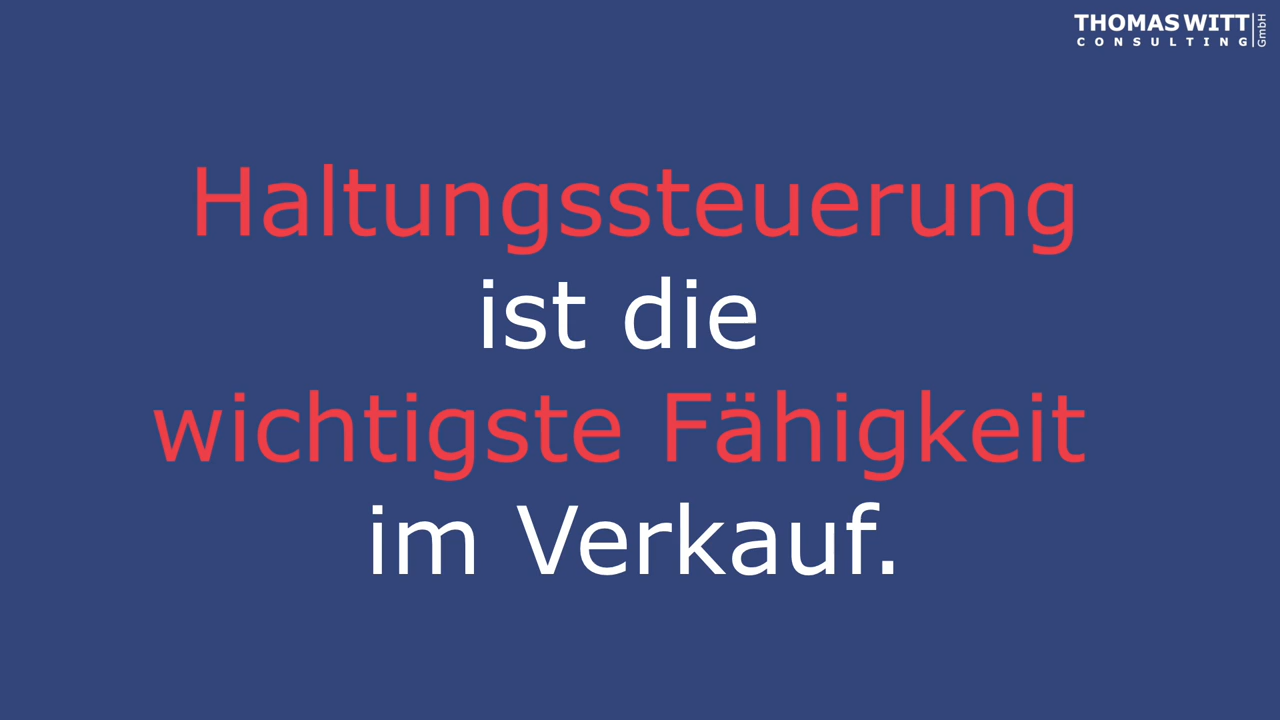 THOMAS WITT
CONSULTING
GmbH
Haltungssteuerung
ist die
wichtigste Fähigkeit
im Verkauf.